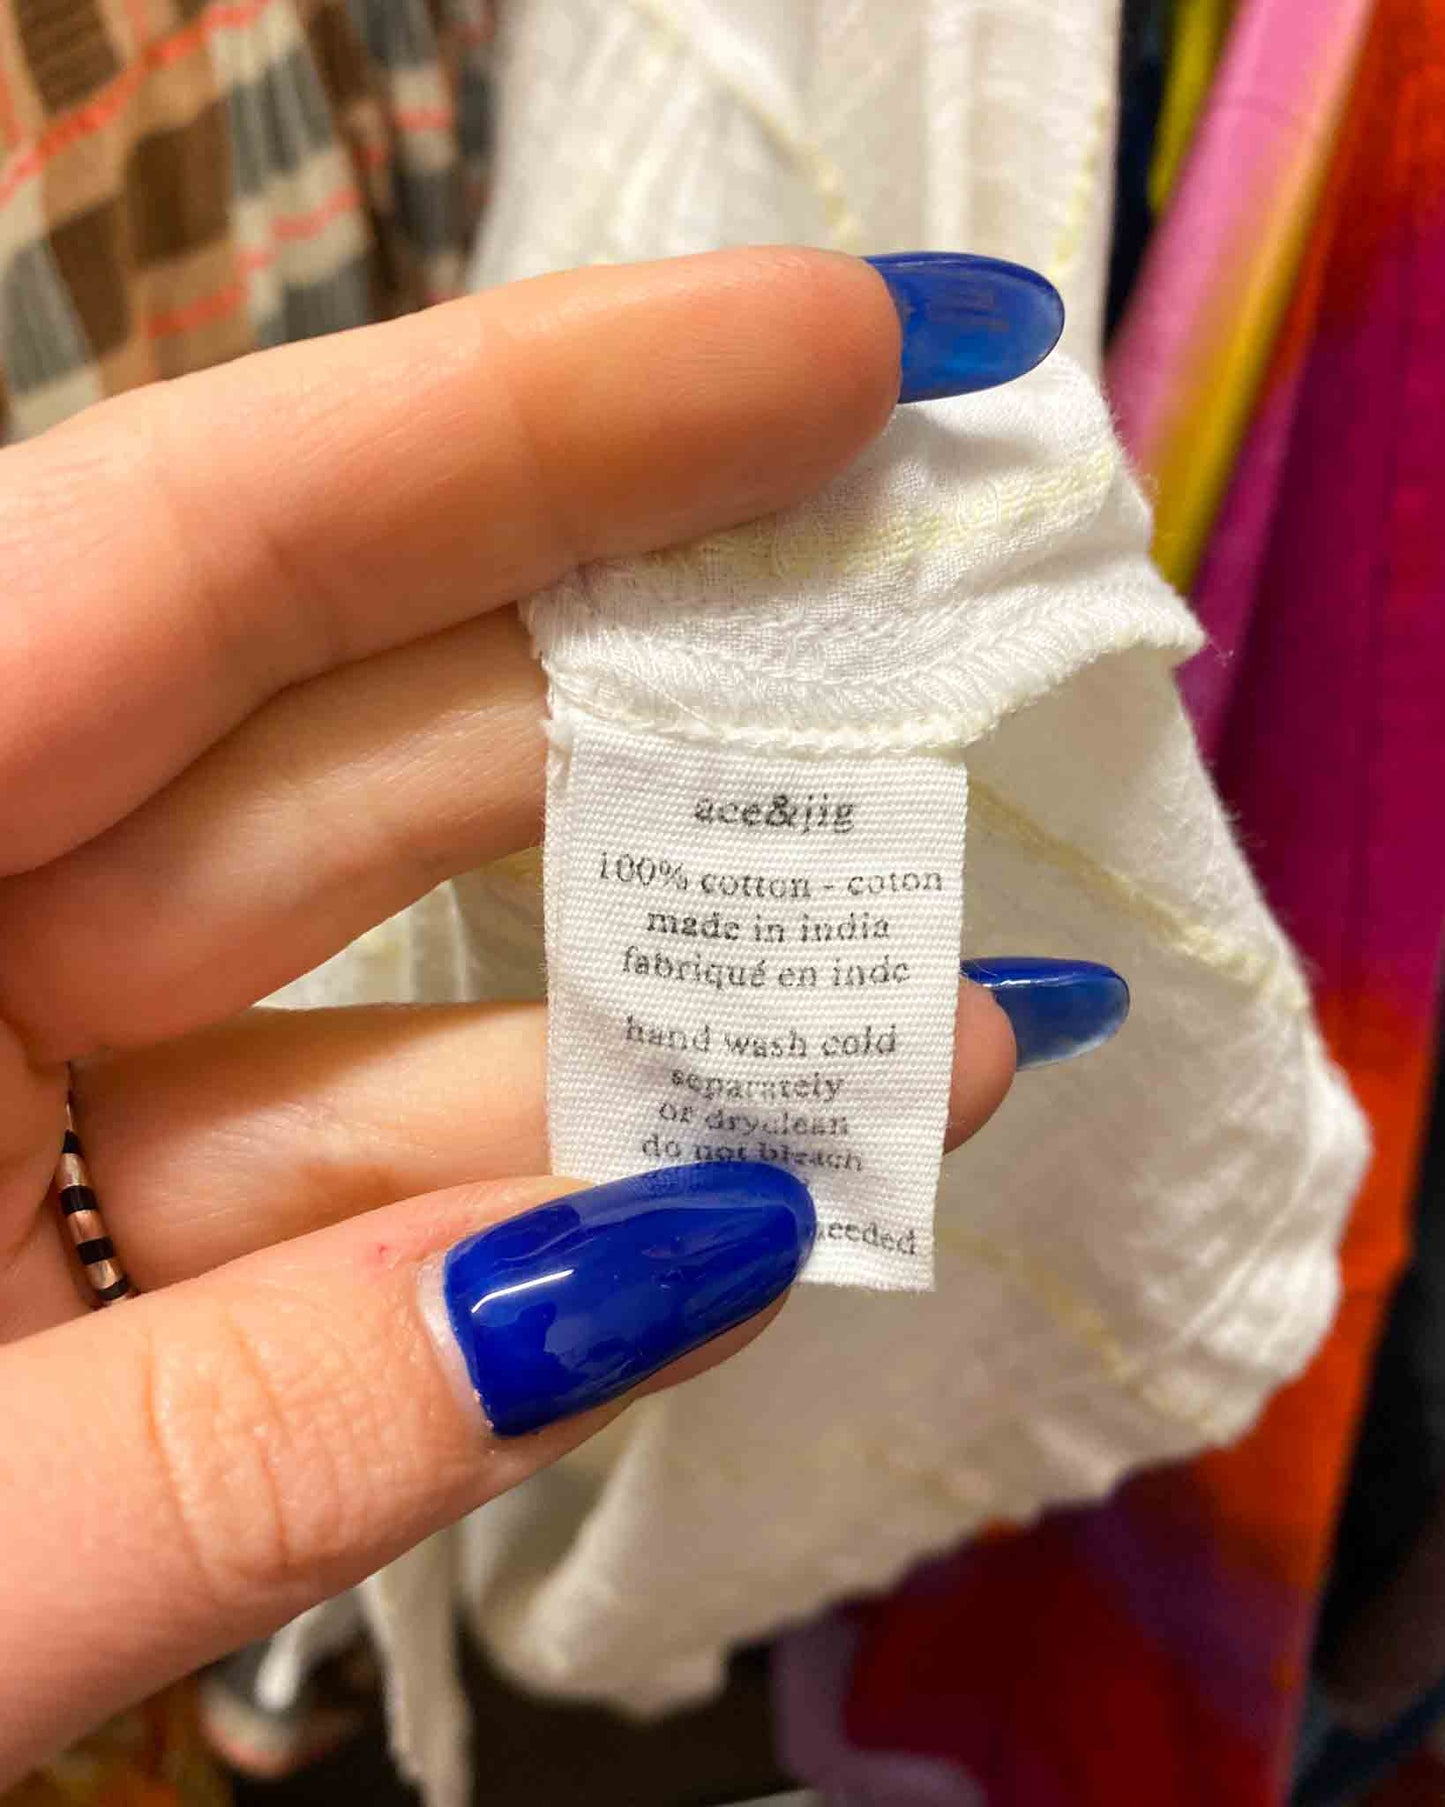 ace&jig
100% cotton - coton
made in india
fabriqué en inde
hand wash cold
separately
or dryclean
do not bleach